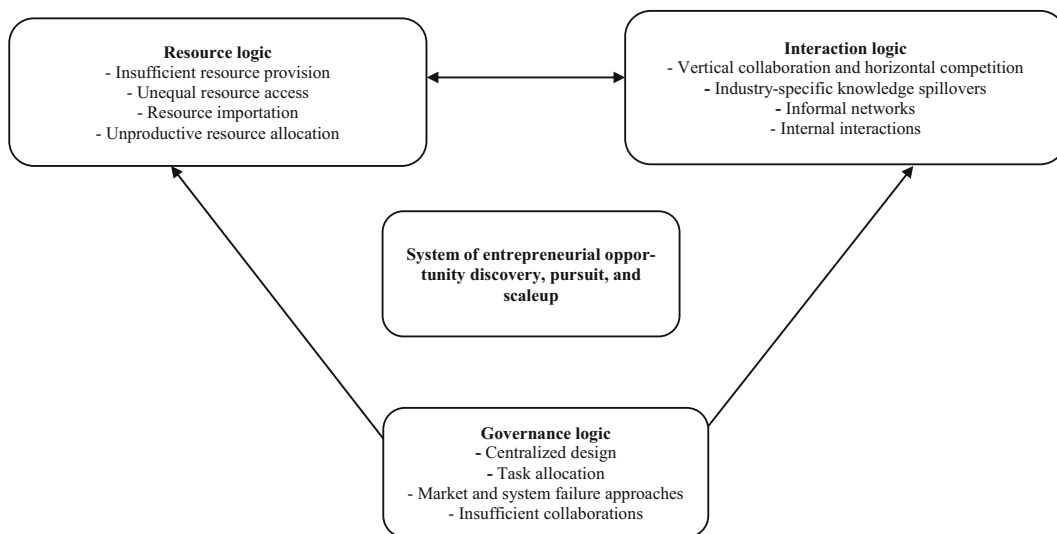 Resource logic
- Insufficient resource provision
- Unequal resource access
- Resource importation
- Unproductive resource allocation
Interaction logic
- Vertical collaboration and horizontal competition
- Industry-specific knowledge spillovers
- Informal networks
- Internal interactions
System of entrepreneurial oppor-
tunity discovery, pursuit, and
scaleup
Governance logic
- Centralized design
- Task allocation
- Market and system failure approaches
- Insufficient collaborations